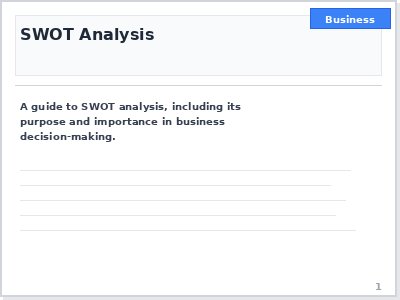 Business
SWOT Analysis
A guide to SWOT analysis, including its
purpose and importance in business
decision-making.
1